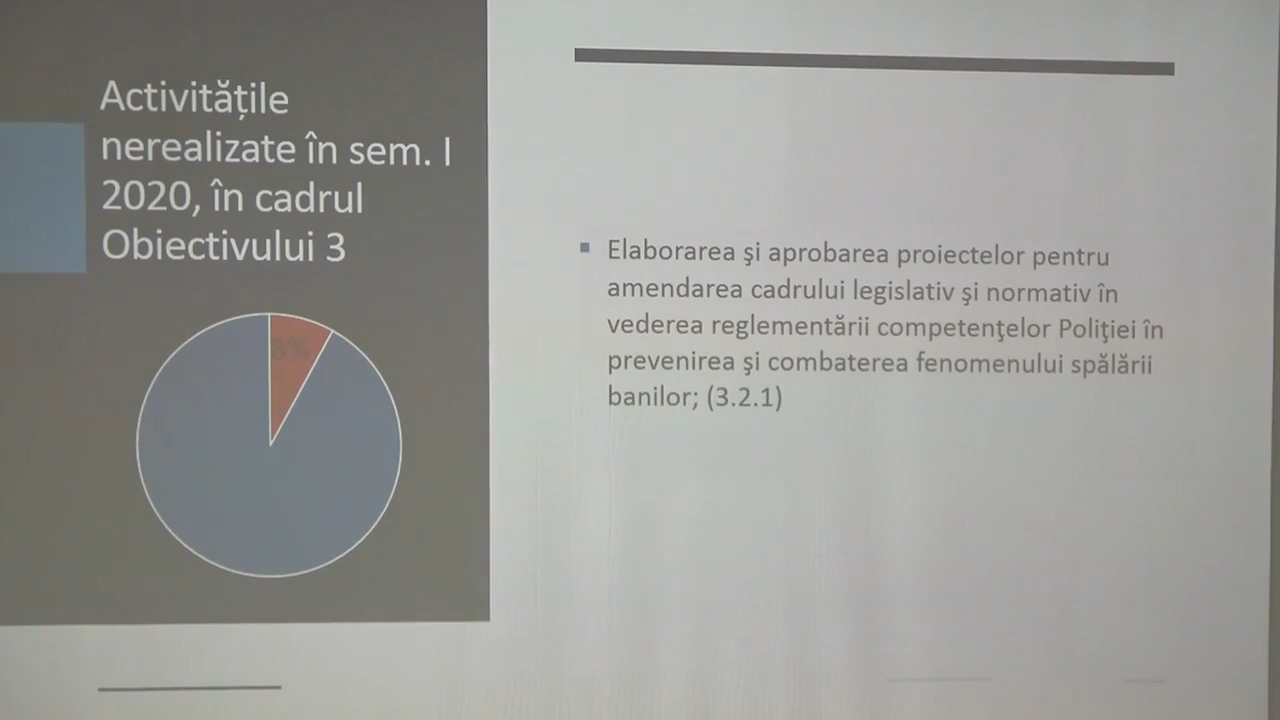 Activitățile
nerealizate în sem. I
2020, în cadrul
Obiectivului 3
8%
Elaborarea şi aprobarea proiectelor pentru
amendarea cadrului legislativ şi normativ în
vederea reglementării competenţelor Poliţiei în
prevenirea şi combaterea fenomenului spălării
banilor; (3.2.1)